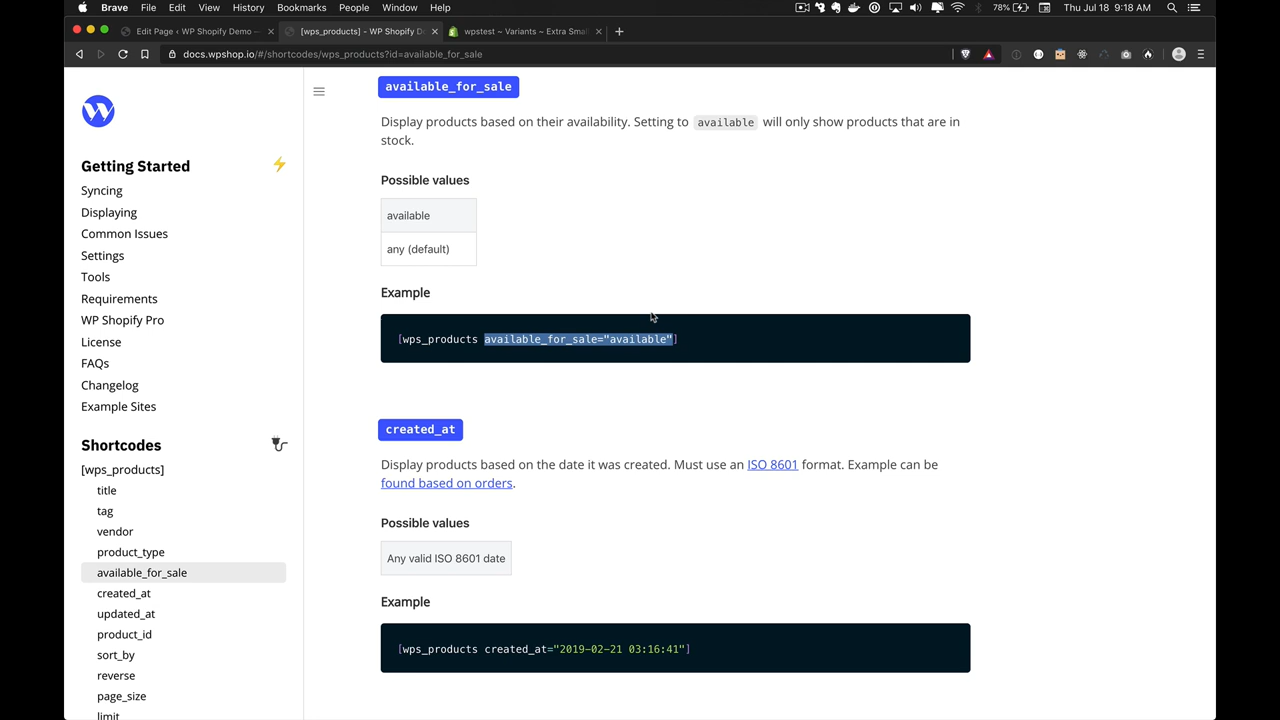 Brave File Edit View History Bookmarks People Window Help 78% Thu Jul 18 9:18 AM
Edit Page ‹ WP Shopify Demo — [wps_products] - WP Shopify D wpstest ~ Variants ~ Extra Smal
docs.wpshop.io/#/shortcodes/wps_products?id=available_for_sale
Getting Started
Syncing
Displaying
Common Issues
Settings
Tools
Requirements
WP Shopify Pro
License
FAQs
Changelog
Example Sites
Shortcodes
[wps_products]
title
tag
vendor
product_type
available_for_sale
created_at
updated_at
product_id
sort_by
reverse
page_size
limit
available_for_sale
Display products based on their availability. Setting to available will only show products that are in
stock.
Possible values
available
any (default)
Example
[wps_products available_for_sale="available"]
created_at
Display products based on the date it was created. Must use an ISO 8601 format. Example can be
found based on orders.
Possible values
Any valid ISO 8601 date
Example
[wps_products created_at="2019-02-21 03:16:41"]